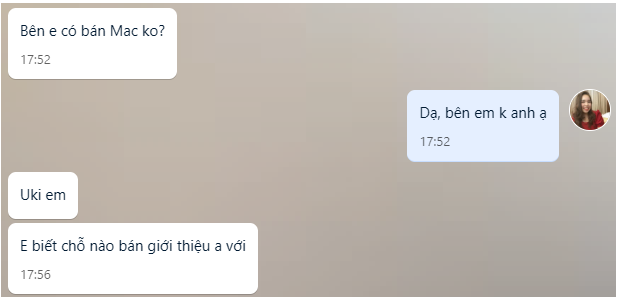 Bên e có bán Mac ko?
17:52
Dạ, bên em k anh ạ
17:52
Uki em
E biết chỗ nào bán giới thiệu a với
17:56